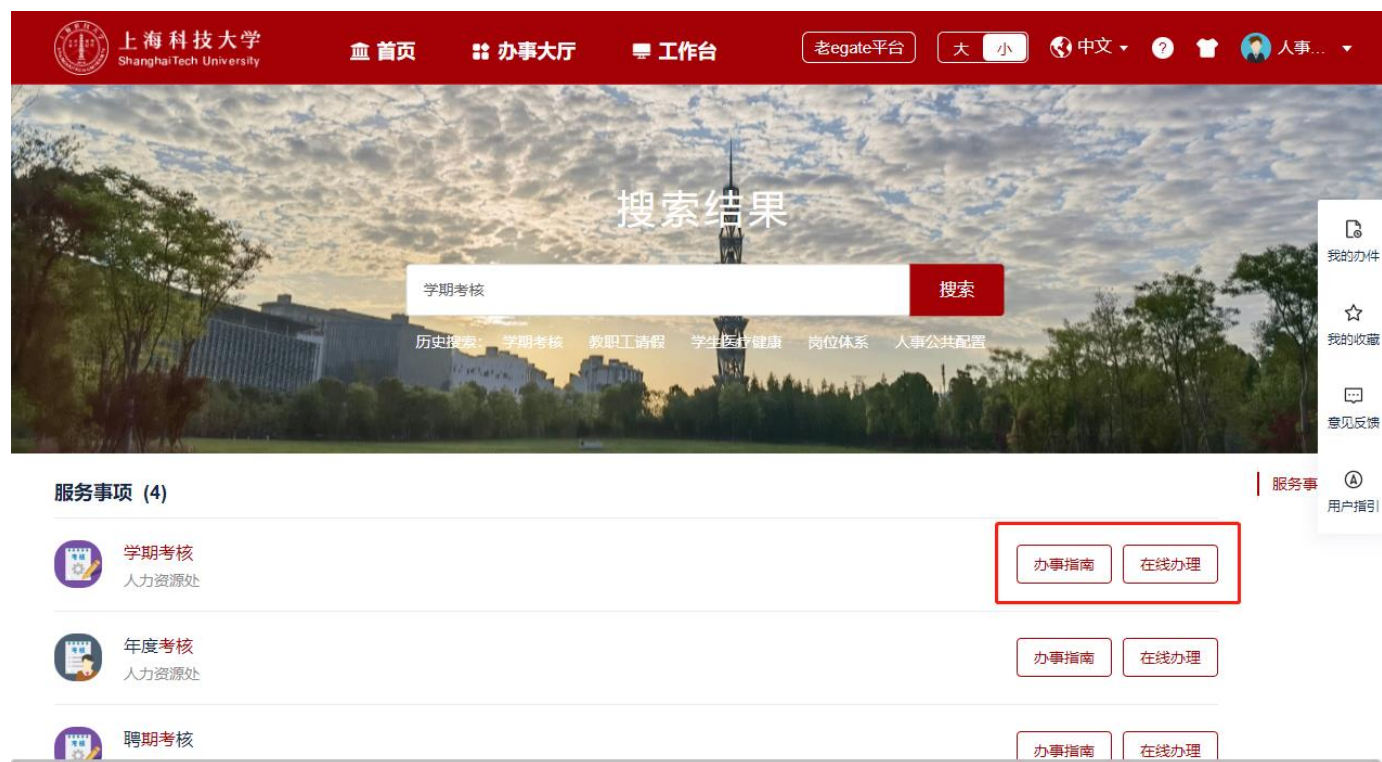 上海科技大学
ShanghaiTech University
首页 办事大厅 工作台 老egate平台 大 小 中文 人事...
搜索结果
学期考核 搜索
历史搜索: 学期考核 教职工请假 学生医疗健康 岗位体系 人事公共配置
我的办件
我的收藏
意见反馈
用户指引
服务事项 (4)
服务事
学期考核
人力资源处
办事指南 在线办理
年度考核
人力资源处
办事指南 在线办理
聘期考核
办事指南 在线办理